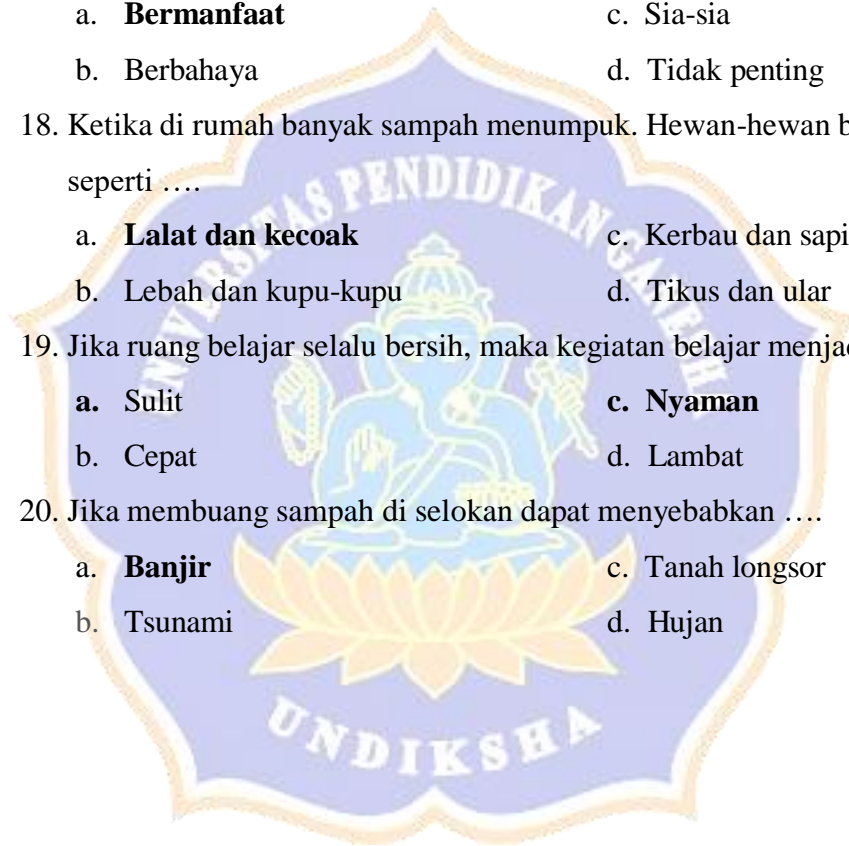 a. Bermanfaat c. Sia-sia
b. Berbahaya d. Tidak penting
18. Ketika di rumah banyak sampah menumpuk. Hewan-hewan
seperti ….
a. Lalat dan kecoak c. Kerbau dan sapi
b. Lebah dan kupu-kupu d. Tikus dan ular
19. Jika ruang belajar selalu bersih, maka kegiatan belajar
a. Sulit c. Nyaman
b. Cepat d. Lambat
20. Jika membuang sampah di selokan dapat menyebabkan ….
a. Banjir c. Tanah longsor
b. Tsunami d. Hujan
UNIVERSITAS PENDIDIKAN GANESHA
UNDIKSHA